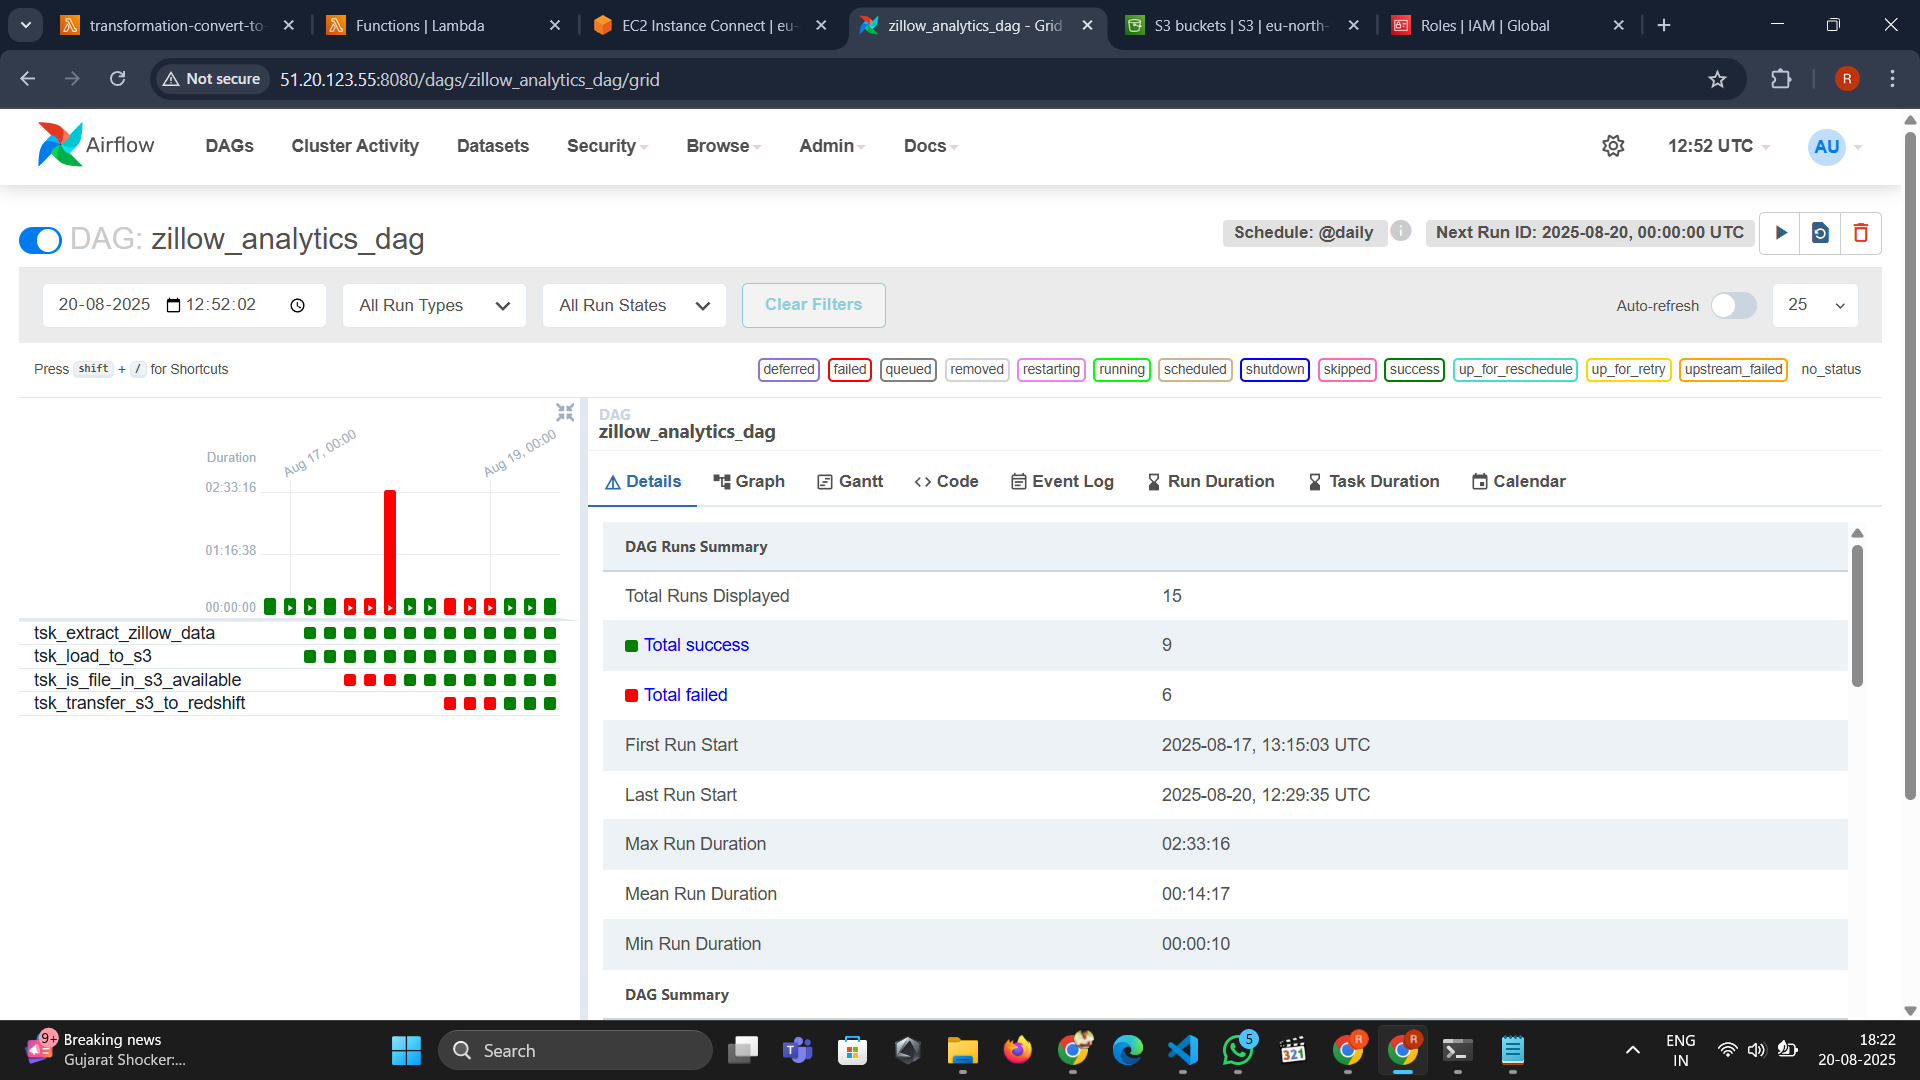 transformation-convert-to-
Functions | Lambda
EC2 Instance Connect | eu-
zillow_analytics_dag - Grid
S3 buckets | S3 | eu-north-
Roles | IAM | Global
Not secure
51.20.123.55:8080/dags/zillow_analytics_dag/grid
R
Airflow
DAGs
Cluster Activity
Datasets
Security
Browse
Admin
Docs
12:52 UTC
AU
DAG: zillow_analytics_dag
Schedule: @daily
i
Next Run ID: 2025-08-20, 00:00:00 UTC
20-08-2025 12:52:02
All Run Types
All Run States
Clear Filters
Auto-refresh
25
Press shift + / for Shortcuts
deferred
failed
queued
removed
restarting
running
scheduled
shutdown
skipped
success
up_for_reschedule
up_for_retry
upstream_failed
no_status
Duration
Aug 17, 00:00
Aug 19, 00:00
02:33:16
01:16:38
00:00:00
tsk_extract_zillow_data
tsk_load_to_s3
tsk_is_file_in_s3_available
tsk_transfer_s3_to_redshift
DAG
zillow_analytics_dag
Details
Graph
Gantt
Code
Event Log
Run Duration
Task Duration
Calendar
DAG Runs Summary
Total Runs Displayed 15
Total success 9
Total failed 6
First Run Start 2025-08-17, 13:15:03 UTC
Last Run Start 2025-08-20, 12:29:35 UTC
Max Run Duration 02:33:16
Mean Run Duration 00:14:17
Min Run Duration 00:00:10
DAG Summary
9+
Breaking news
Gujarat Shocker:...
Search
T
5
321
R
R
ENG
IN
18:22
20-08-2025